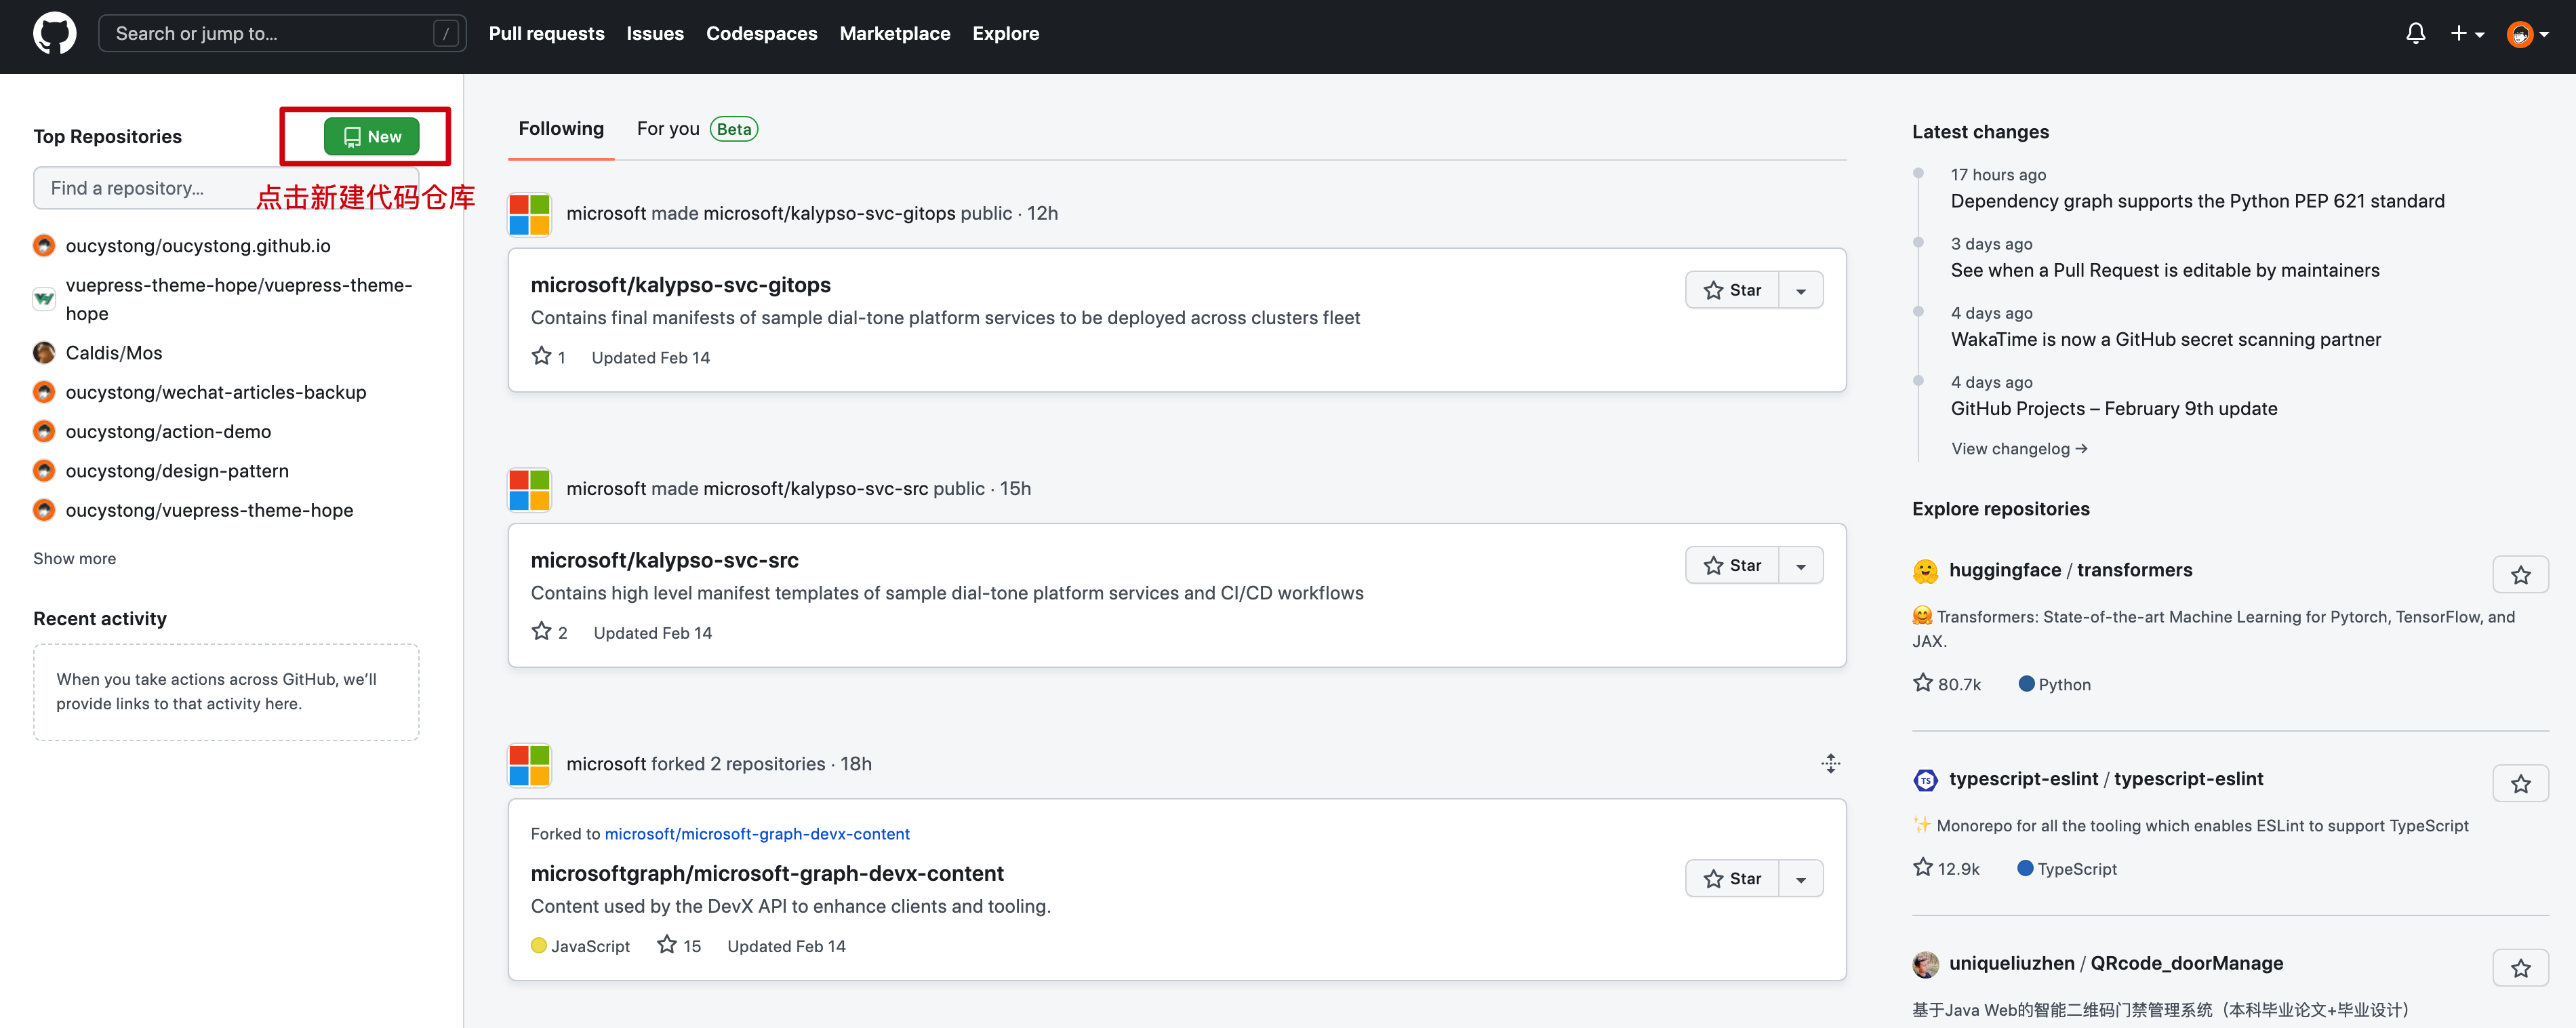 Search or jump to...
/
Pull requests
Issues
Codespaces
Marketplace
Explore
Top Repositories
New
Find a repository...
点击新建代码仓库
oucystong/oucystong.github.io
vuepress-theme-hope/vuepress-theme-
hope
Caldis/Mos
oucystong/wechat-articles-backup
oucystong/action-demo
oucystong/design-pattern
oucystong/vuepress-theme-hope
Show more
Recent activity
When you take actions across GitHub, we'll
provide links to that activity here.
Following
For you
Beta
microsoft made microsoft/kalypso-svc-gitops public · 12h
microsoft/kalypso-svc-gitops
Star
Contains final manifests of sample dial-tone platform services to be deployed across clusters fleet
1
Updated Feb 14
microsoft made microsoft/kalypso-svc-src public · 15h
microsoft/kalypso-svc-src
Star
Contains high level manifest templates of sample dial-tone platform services and CI/CD workflows
2
Updated Feb 14
microsoft forked 2 repositories · 18h
Forked to microsoft/microsoft-graph-devx-content
microsoftgraph/microsoft-graph-devx-content
Star
Content used by the DevX API to enhance clients and tooling.
JavaScript
15
Updated Feb 14
Latest changes
17 hours ago
Dependency graph supports the Python PEP 621 standard
3 days ago
See when a Pull Request is editable by maintainers
4 days ago
WakaTime is now a GitHub secret scanning partner
4 days ago
GitHub Projects – February 9th update
View changelog →
Explore repositories
huggingface / transformers
🤗 Transformers: State-of-the-art Machine Learning for Pytorch, TensorFlow, and
JAX.
80.7k
Python
TS
typescript-eslint / typescript-eslint
✨ Monorepo for all the tooling which enables ESLint to support TypeScript
12.9k
TypeScript
uniqueliuzhen / QRcode_doorManage
基于Java Web的智能二维码门禁管理系统（本科毕业论文+毕业设计）